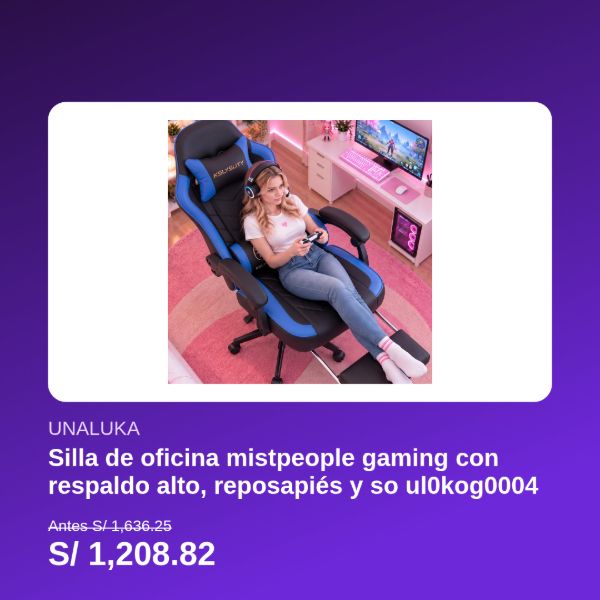 UNALUKA
Silla de oficina mistpeople gaming con
respaldo alto, reposapiés y so ul0kog0004
Antes S/ 1,636.25
S/ 1,208.82